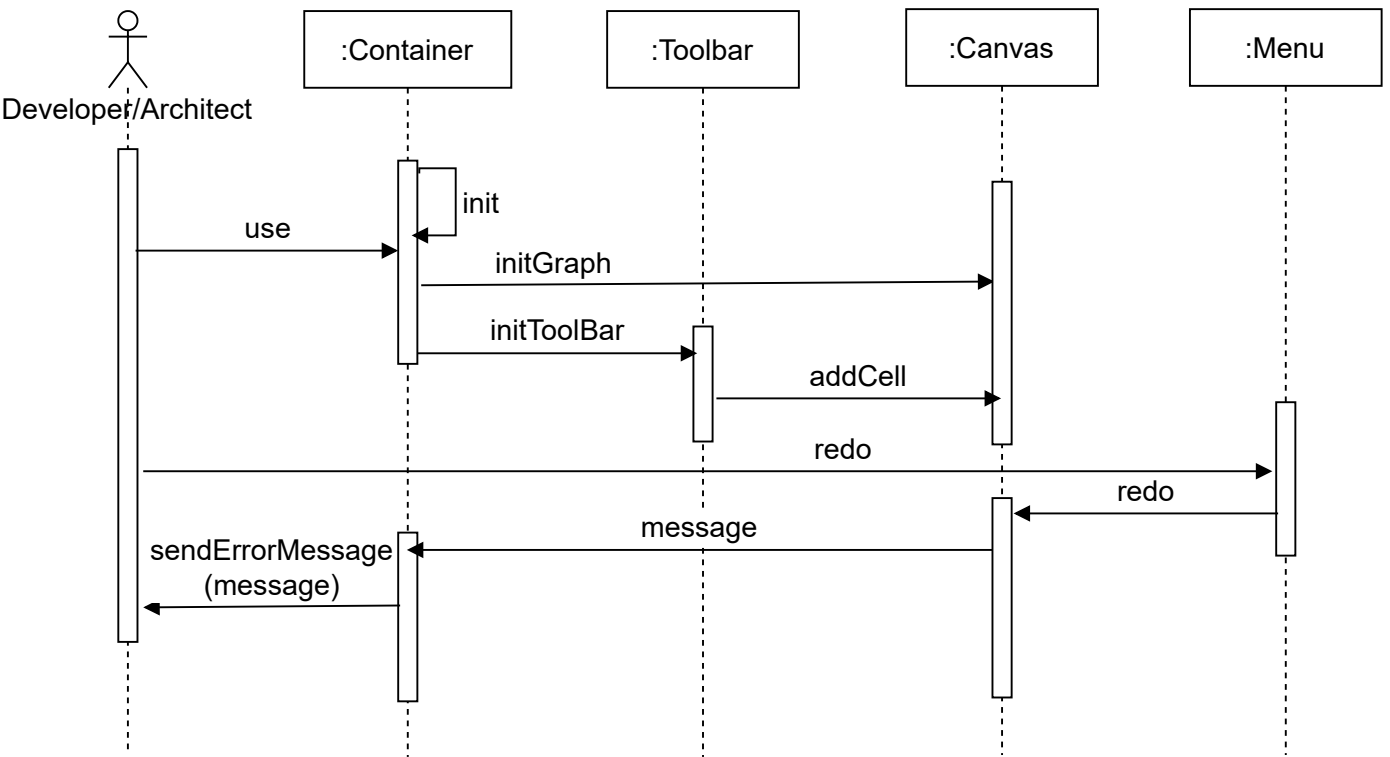 :Container
:Toolbar
:Canvas
:Menu
Developer/Architect
init
use
initGraph
initToolBar
addCell
redo
redo
message
sendErrorMessage
(message)